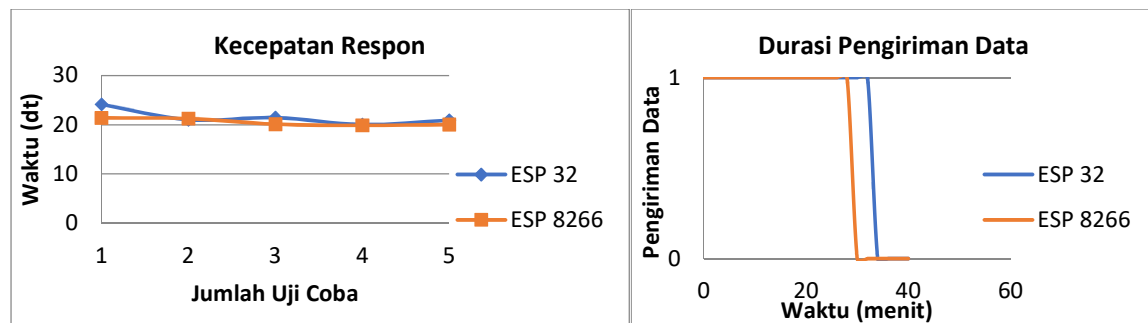 Kecepatan Respon
Waktu (dt)
30
20
10
0
1 2 3 4 5
Jumlah Uji Coba
ESP 32
ESP 8266
Durasi Pengiriman Data
Pengiriman Data
1
0
0 20 40 60
Waktu (menit)
ESP 32
ESP 8266